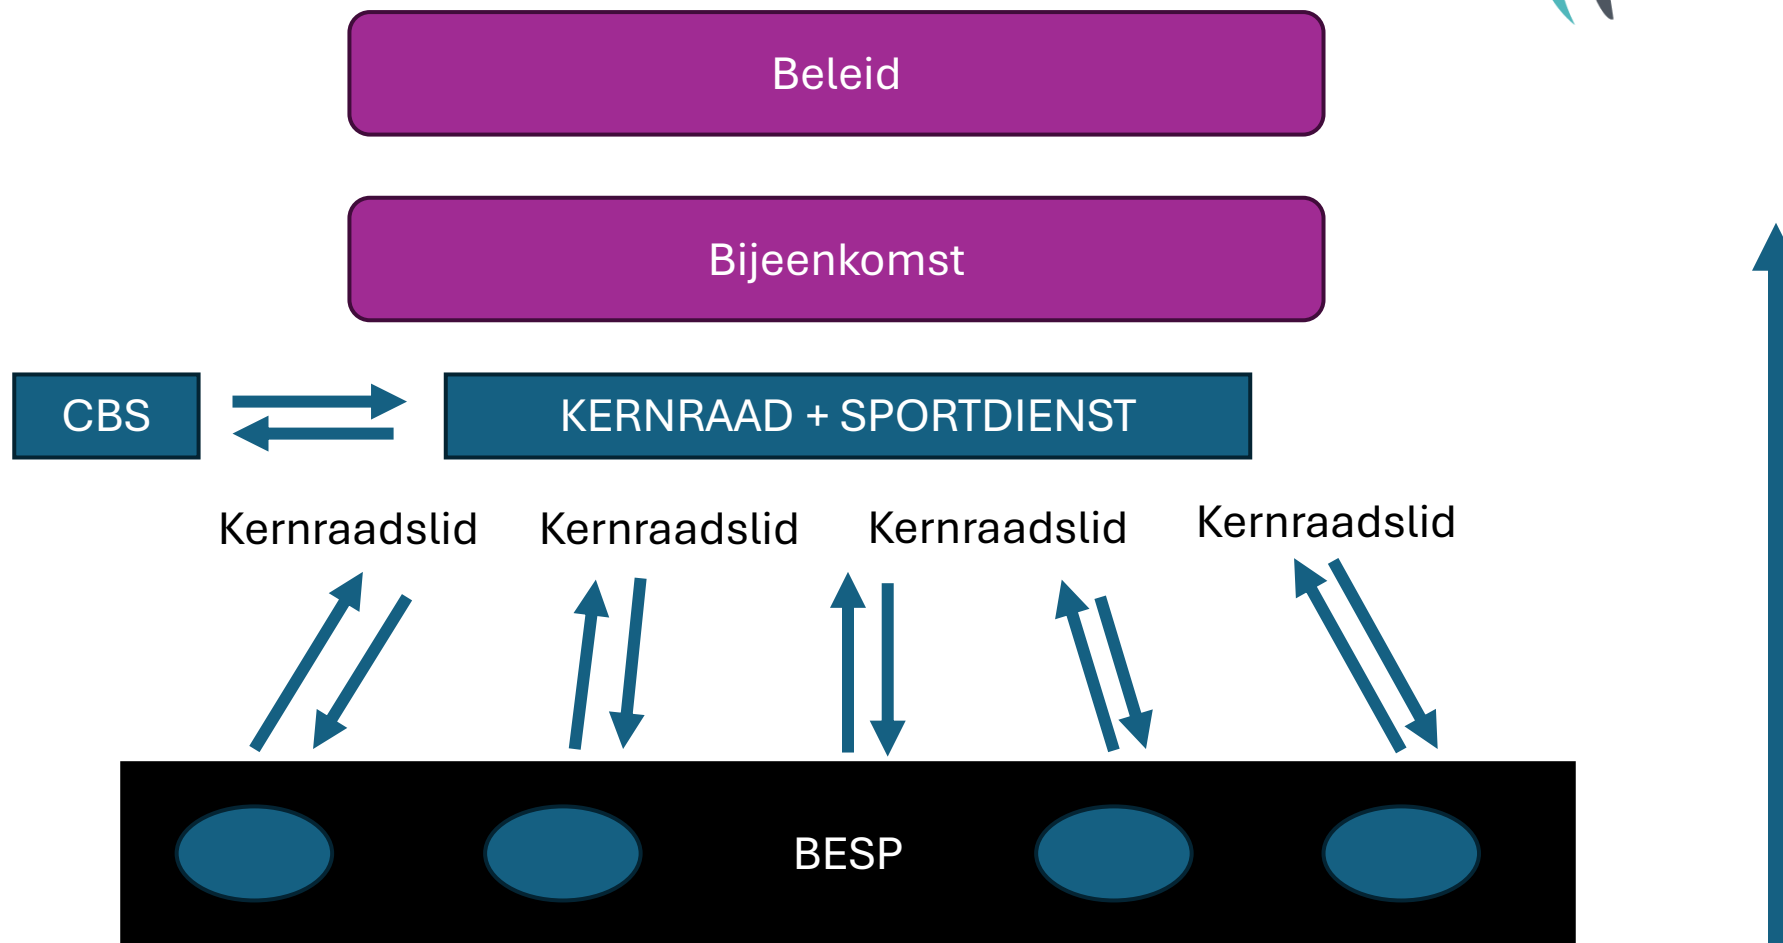 Beleid
Bijeenkomst
CBS
KERNRAAD + SPORTDIENST
Kernraadslid
Kernraadslid
Kernraadslid
Kernraadslid
BESP